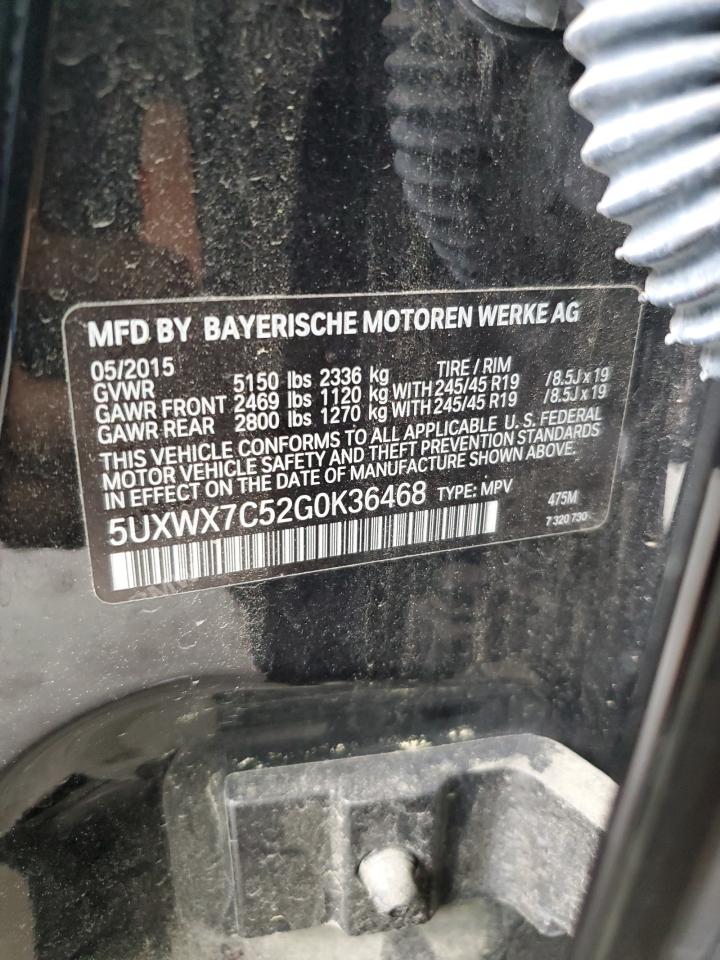 MFD BY BAYERISCHE MOTOREN WERKE AG
05/2015 TIRE / RIM
GVWR 5150 lbs 2336 kg
GAWR FRONT 2469 lbs 1120 kg WITH 245/45 R19 /8.5J x 19
GAWR REAR 2800 lbs 1270 kg WITH 245/45 R19 /8.5J x 19
THIS VEHICLE CONFORMS TO ALL APPLICABLE U. S. FEDERAL
MOTOR VEHICLE SAFETY AND THEFT PREVENTION STANDARDS
IN EFFECT ON THE DATE OF MANUFACTURE SHOWN ABOVE.
5UXWX7C52G0K36468 TYPE: MPV 475M
7 320 730